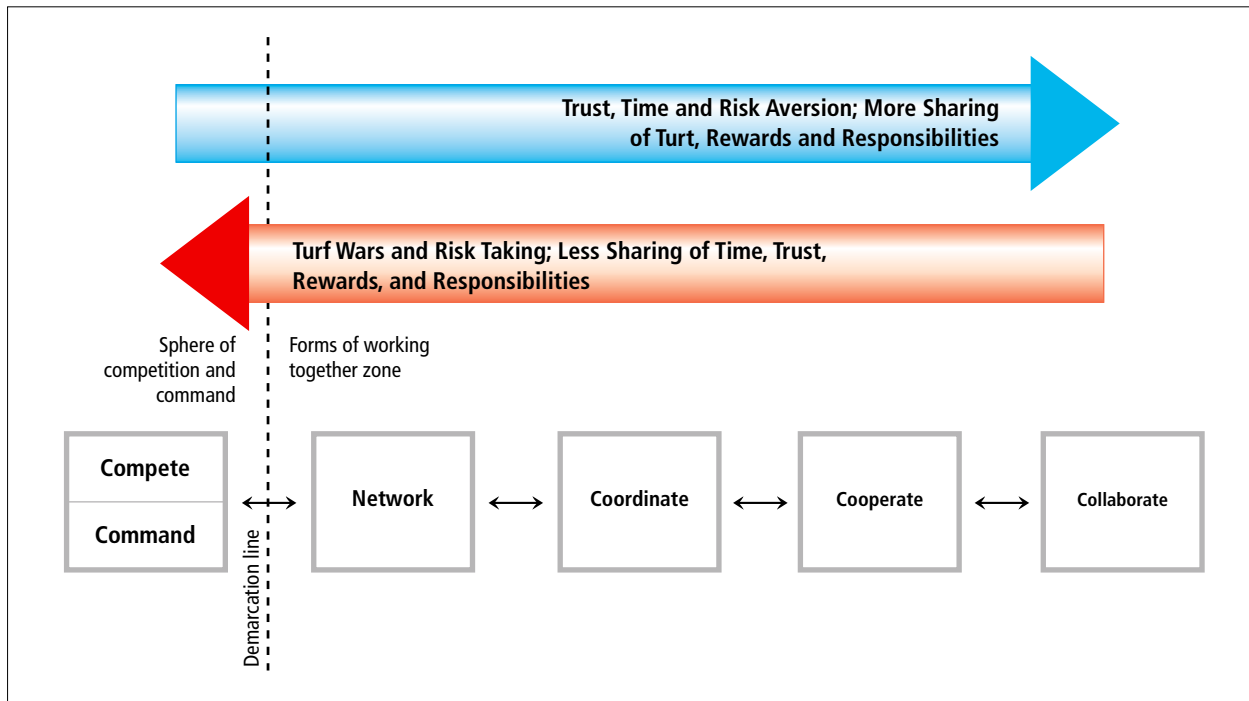 Trust, Time and Risk Aversion; More Sharing
of Turt, Rewards and Responsibilities
Turf Wars and Risk Taking; Less Sharing of Time, Trust,
Rewards, and Responsibilities
Sphere of
competition and
command
Forms of working
together zone
Compete
Command
Demarcation line
Network
Coordinate
Cooperate
Collaborate